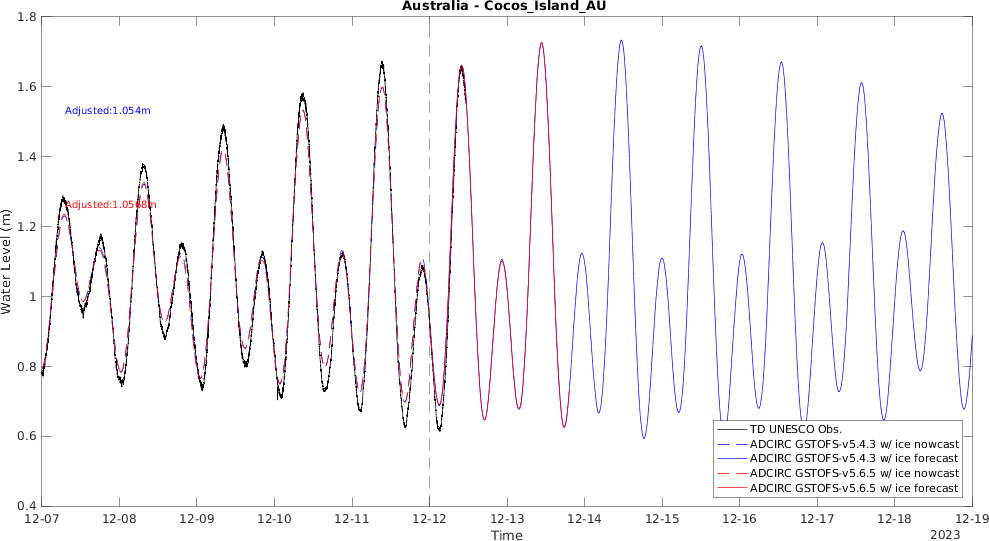 Australia - Cocos_Island_AU
1.8
1.6
1.4
1.2
1
0.8
0.6
0.4
Water Level (m)
Adjusted:1.054m
Adjusted:1.0568m
TD UNESCO Obs.
ADCIRC GSTOFS-v5.4.3 w/ ice nowcast
ADCIRC GSTOFS-v5.4.3 w/ ice forecast
ADCIRC GSTOFS-v5.6.5 w/ ice nowcast
ADCIRC GSTOFS-v5.6.5 w/ ice forecast
12-07 12-08 12-09 12-10 12-11 12-12 12-13 12-14 12-15 12-16 12-17 12-18 12-19
Time
2023